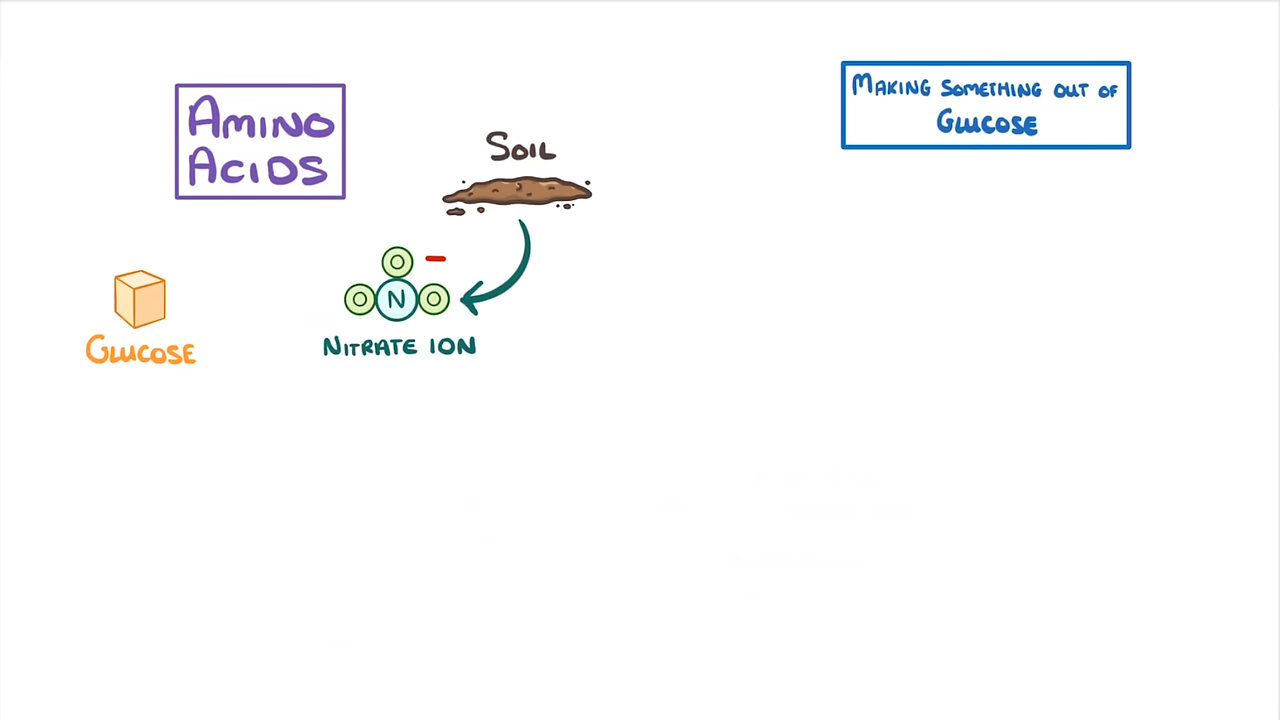 Amino
Acids
Making something out of
Glucose
Soil
O
−
O N O
Glucose
Nitrate ion